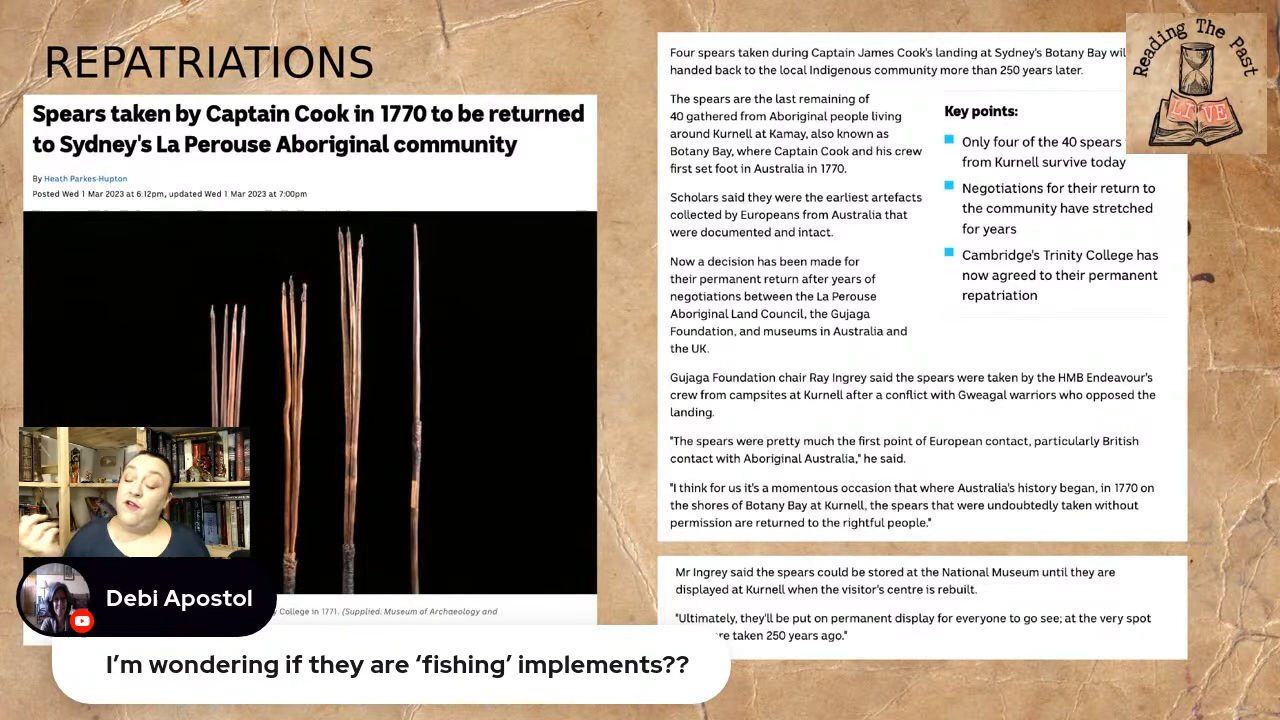 REPATRIATIONS
Spears taken by Captain Cook in 1770 to be returned
to Sydney's La Perouse Aboriginal community
By Heath Parkes-Hupton
Posted Wed 1 Mar 2023 at 6:12pm, updated Wed 1 Mar 2023 at 7:00pm
College in 1771. (Supplied: Museum of Archaeology and
Four spears taken during Captain James Cook's landing at Sydney's Botany Bay wil
handed back to the local Indigenous community more than 250 years later.
The spears are the last remaining of
40 gathered from Aboriginal people living
around Kurnell at Kamay, also known as
Botany Bay, where Captain Cook and his crew
first set foot in Australia in 1770.
Scholars said they were the earliest artefacts
collected by Europeans from Australia that
were documented and intact.
Now a decision has been made for
their permanent return after years of
negotiations between the La Perouse
Aboriginal Land Council, the Gujaga
Foundation, and museums in Australia and
the UK.
Key points:
Only four of the 40 spears
from Kurnell survive today
Negotiations for their return to
the community have stretched
for years
Cambridge's Trinity College has
now agreed to their permanent
repatriation
Gujaga Foundation chair Ray Ingrey said the spears were taken by the HMB Endeavour's
crew from campsites at Kurnell after a conflict with Gweagal warriors who opposed the
landing.
"The spears were pretty much the first point of European contact, particularly British
contact with Aboriginal Australia," he said.
"I think for us it's a momentous occasion that where Australia's history began, in 1770 on
the shores of Botany Bay at Kurnell, the spears that were undoubtedly taken without
permission are returned to the rightful people."
Mr Ingrey said the spears could be stored at the National Museum until they are
displayed at Kurnell when the visitor's centre is rebuilt.
"Ultimately, they'll be put on permanent display for everyone to go see; at the very spot
re taken 250 years ago."
Reading The Past
LIVE
Debi Apostol
I'm wondering if they are 'fishing' implements??